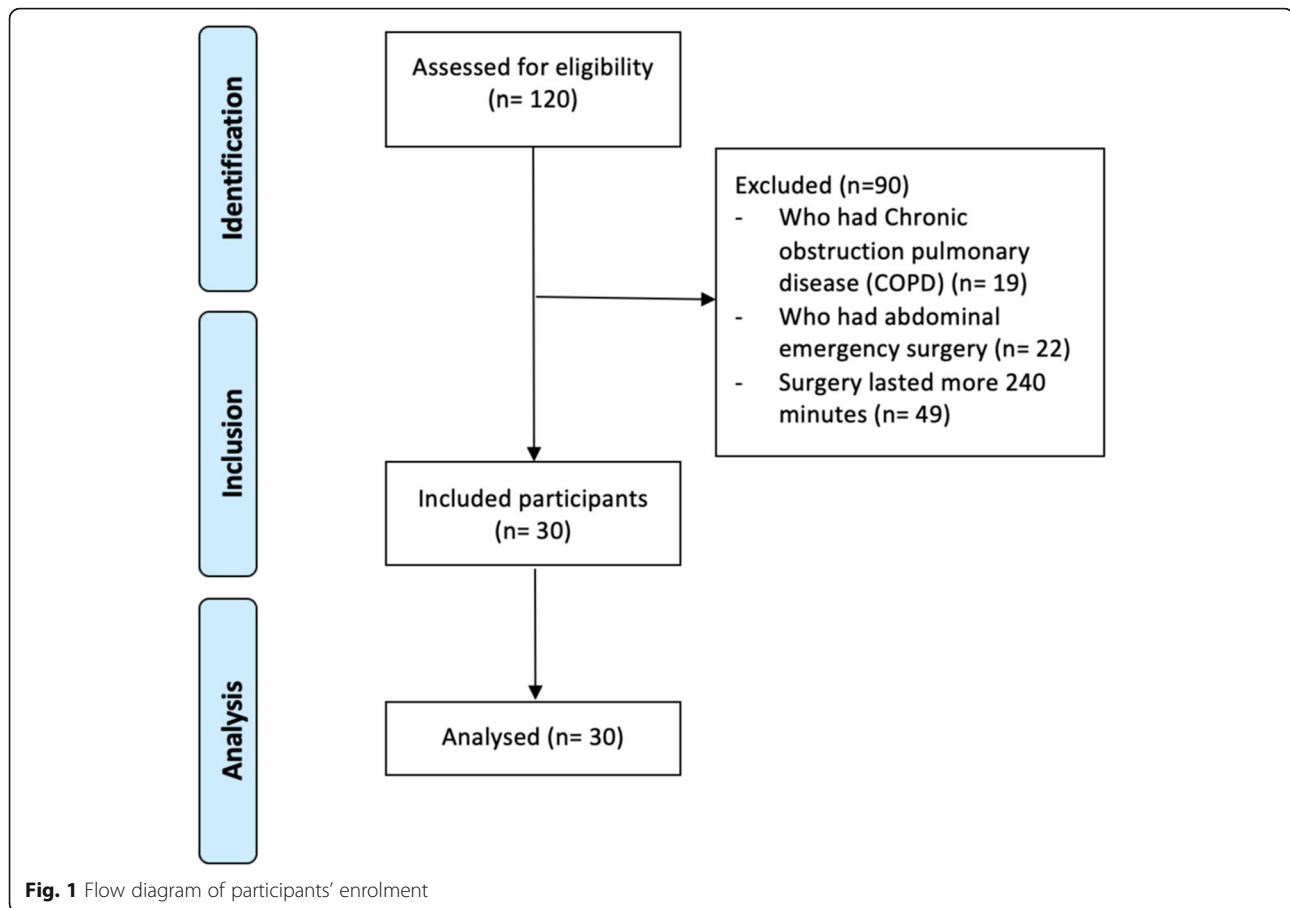 Identification
Assessed for eligibility
(n= 120)
Excluded (n=90)
- Who had Chronic
obstruction pulmonary
disease (COPD) (n= 19)
- Who had abdominal
emergency surgery (n= 22)
- Surgery lasted more 240
minutes (n= 49)
Inclusion
Included participants
(n= 30)
Analysis
Analysed (n= 30)
Fig. 1 Flow diagram of participants’ enrolment